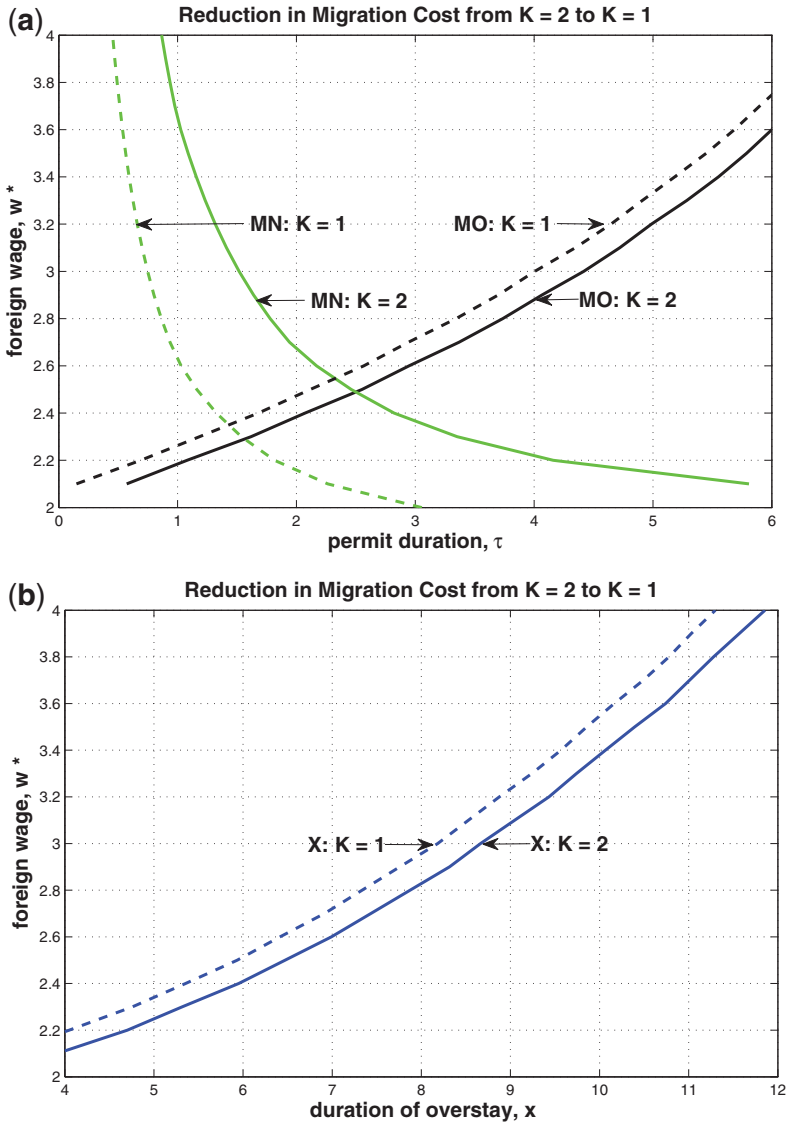 (a)
Reduction in Migration Cost from K = 2 to K = 1
4
3.8
3.6
3.4
3.2
3
2.8
2.6
2.4
2.2
2
foreign wage, w *
MN: K = 1
MO: K = 1
MN: K = 2
MO: K = 2
0 1 2 3 4 5 6
permit duration, τ
(b)
Reduction in Migration Cost from K = 2 to K = 1
4
3.8
3.6
3.4
3.2
3
2.8
2.6
2.4
2.2
2
foreign wage, w *
X: K = 1
X: K = 2
4 5 6 7 8 9 10 11 12
duration of overstay, x